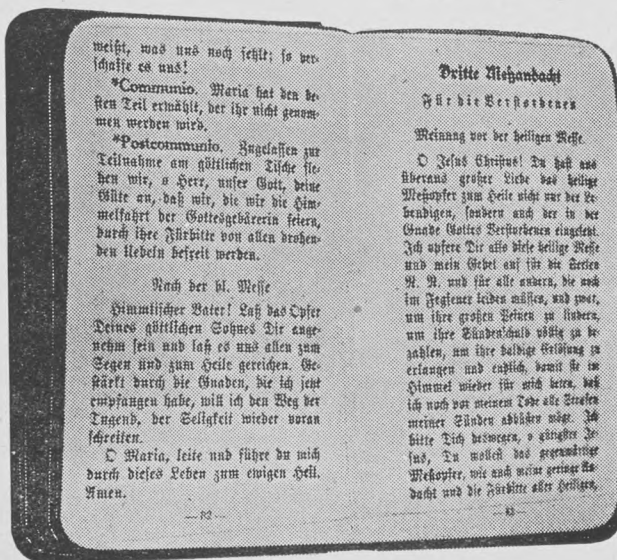 weißt, was uns noch fehlt; so ver-
schaffe es uns!
*Communio. Maria hat den be-
sten Teil erwählt, der ihr nicht genom-
men werden wird.
*Postcommunio. Zugelassen zur
Teilnahme am göttlichen Tische fle-
hen wir, o Herr, unser Gott, deine
Güte an, daß wir, die wir die Him-
melfahrt der Gottesgebärerin feiern,
durch ihre Fürbitte von allen drohen-
den Uebeln befreit werden.
Nach der hl. Messe
Himmlischer Vater! Laß das Opfer
Deines göttlichen Sohnes Dir ange-
nehm sein und laß es uns allen zum
Segen und zum Heile gereichen. Ge-
stärkt durch die Gnaden, die ich jetzt
empfangen habe, will ich den Weg der
Tugend, der Seligkeit wieder voran
schreiten.
O Maria, leite und führe du mich
durch dieses Leben zum ewigen Heil.
Amen.
— 82 —
Dritte Meßandacht
Für die Verstorbenen
Meinung vor der heiligen Messe.
O Jesus Christus! Du hast aus
überaus großer Liebe das heilige
Meßopfer zum Heile nicht nur der Le-
bendigen, sondern auch der in der
Gnade Gottes Verstorbenen eingesetzt.
Ich opfere Dir also diese heilige Messe
und mein Gebet auf für die Seelen
N. N. und für alle andern, die noch
im Fegfeuer leiden müssen, und zwar,
um ihre großen Peinen zu lindern,
um ihre Sündenschuld völlig zu be-
zahlen, um ihre baldige Erlösung zu
erlangen und endlich, damit sie im
Himmel wieder für mich beten, daß
ich noch vor meinem Tode alle Strafen
meiner Sünden abbüßen möge. Ich
bitte Dich deswegen, o gütigster Je-
sus, Du wollest das gegenwärtige
Meßopfer, wie auch meine geringe An-
dacht und die Fürbitte aller Heiligen,
— 83 —